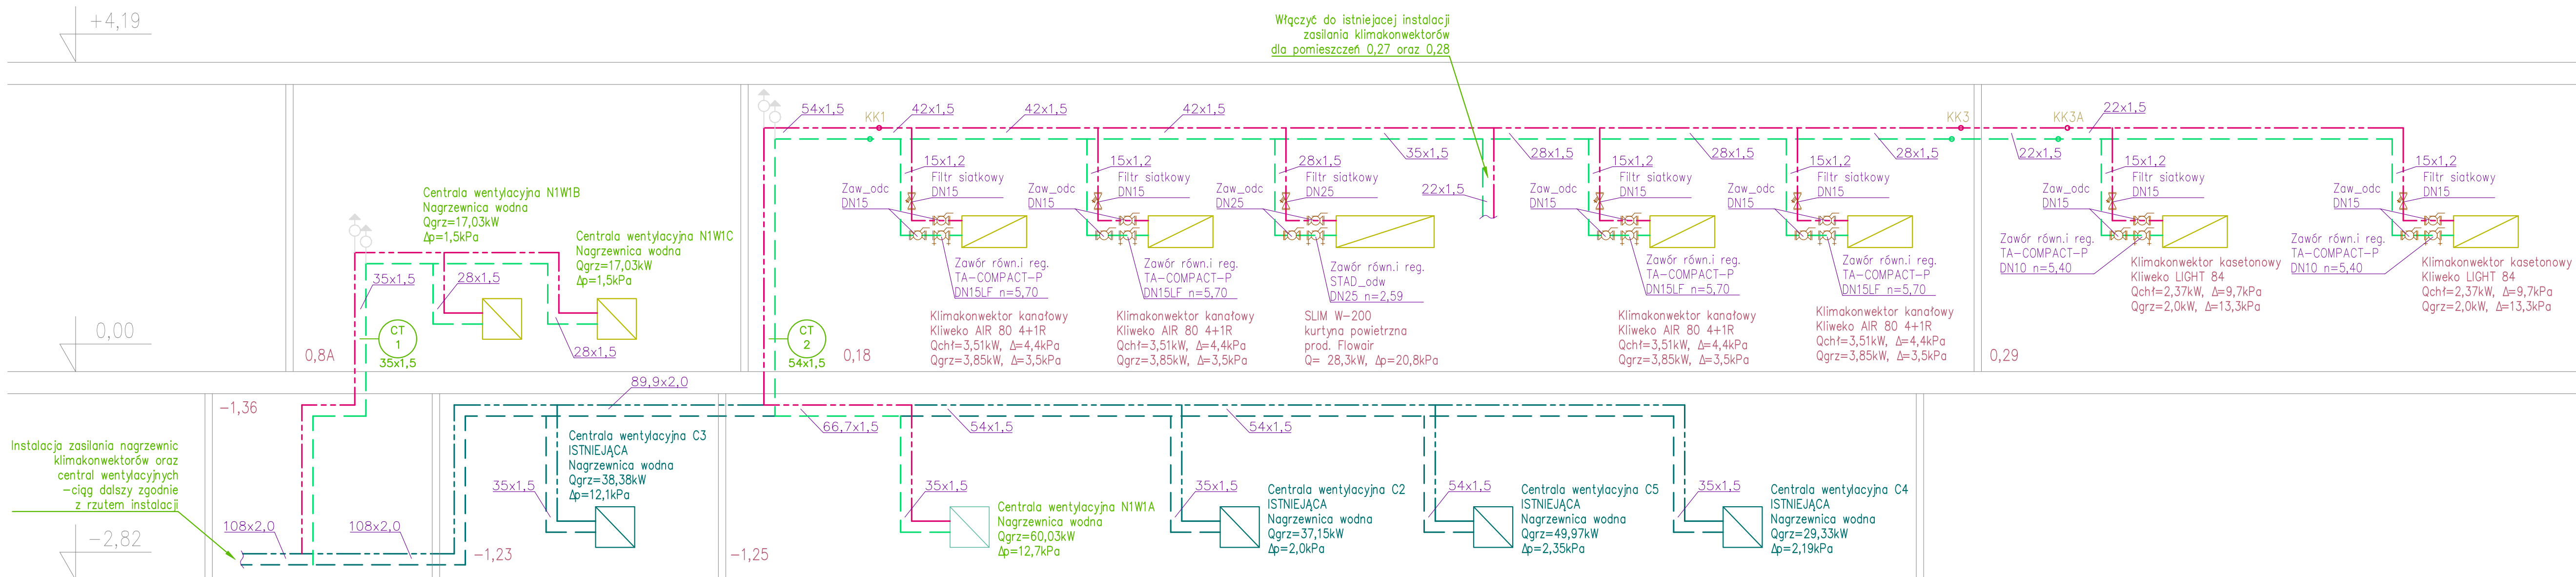 +4,19
Włączyć do istniejacej instalacji
zasilania klimakonwektorów
dla pomieszczeń 0,27 oraz 0,28
54x1,5
KK1
42x1,5
42x1,5
42x1,5
KK3
KK3A
22x1,5
35x1,5
28x1,5
28x1,5
28x1,5
22x1,5
15x1,2
Filtr siatkowy
DN15
Zaw_odc
DN15
15x1,2
Filtr siatkowy
DN15
Zaw_odc
DN15
28x1,5
Filtr siatkowy
DN25
Zaw_odc
DN25
22x1,5
15x1,2
Filtr siatkowy
DN15
Zaw_odc
DN15
15x1,2
Filtr siatkowy
DN15
Zaw_odc
DN15
15x1,2
Filtr siatkowy
DN15
Zaw_odc
DN15
15x1,2
Filtr siatkowy
DN15
Zaw_odc
DN15
Centrala wentylacyjna N1W1B
Nagrzewnica wodna
Qgrz=17,03kW
Δp=1,5kPa
Centrala wentylacyjna N1W1C
Nagrzewnica wodna
Qgrz=17,03kW
Δp=1,5kPa
35x1,5
28x1,5
28x1,5
CT
1
35x1,5
CT
2
54x1,5
0,00
0,8A
0,18
0,29
Zawór równ.i reg.
TA-COMPACT-P
DN15LF n=5,70
Zawór równ.i reg.
TA-COMPACT-P
DN15LF n=5,70
Zawór równ.i reg.
STAD_odw
DN25 n=2,59
Zawór równ.i reg.
TA-COMPACT-P
DN15LF n=5,70
Zawór równ.i reg.
TA-COMPACT-P
DN15LF n=5,70
Zawór równ.i reg.
TA-COMPACT-P
DN10 n=5,40
Zawór równ.i reg.
TA-COMPACT-P
DN10 n=5,40
Klimakonwektor kanałowy
Kliweko AIR 80 4+1R
Qchł=3,51kW, Δ=4,4kPa
Qgrz=3,85kW, Δ=3,5kPa
Klimakonwektor kanałowy
Kliweko AIR 80 4+1R
Qchł=3,51kW, Δ=4,4kPa
Qgrz=3,85kW, Δ=3,5kPa
SLIM W-200
kurtyna powietrzna
prod. Flowair
Q= 28,3kW, Δp=20,8kPa
Klimakonwektor kanałowy
Kliweko AIR 80 4+1R
Qchł=3,51kW, Δ=4,4kPa
Qgrz=3,85kW, Δ=3,5kPa
Klimakonwektor kanałowy
Kliweko AIR 80 4+1R
Qchł=3,51kW, Δ=4,4kPa
Qgrz=3,85kW, Δ=3,5kPa
Klimakonwektor kasetonowy
Kliweko LIGHT 84
Qchł=2,37kW, Δ=9,7kPa
Qgrz=2,0kW, Δ=13,3kPa
Klimakonwektor kasetonowy
Kliweko LIGHT 84
Qchł=2,37kW, Δ=9,7kPa
Qgrz=2,0kW, Δ=13,3kPa
-1,36
89,9x2,0
66,7x1,5
54x1,5
54x1,5
Instalacja zasilania nagrzewnic
klimakonwektorów oraz
central wentylacyjnych
-ciąg dalszy zgodnie
z rzutem instalacji
108x2,0
108x2,0
-2,82
-1,23
-1,25
35x1,5
Centrala wentylacyjna C3
ISTNIEJĄCA
Nagrzewnica wodna
Qgrz=38,38kW
Δp=12,1kPa
35x1,5
Centrala wentylacyjna N1W1A
Nagrzewnica wodna
Qgrz=60,03kW
Δp=12,7kPa
35x1,5
Centrala wentylacyjna C2
ISTNIEJĄCA
Nagrzewnica wodna
Qgrz=37,15kW
Δp=2,0kPa
54x1,5
Centrala wentylacyjna C5
ISTNIEJĄCA
Nagrzewnica wodna
Qgrz=49,97kW
Δp=2,35kPa
35x1,5
Centrala wentylacyjna C4
ISTNIEJĄCA
Nagrzewnica wodna
Qgrz=29,33kW
Δp=2,19kPa